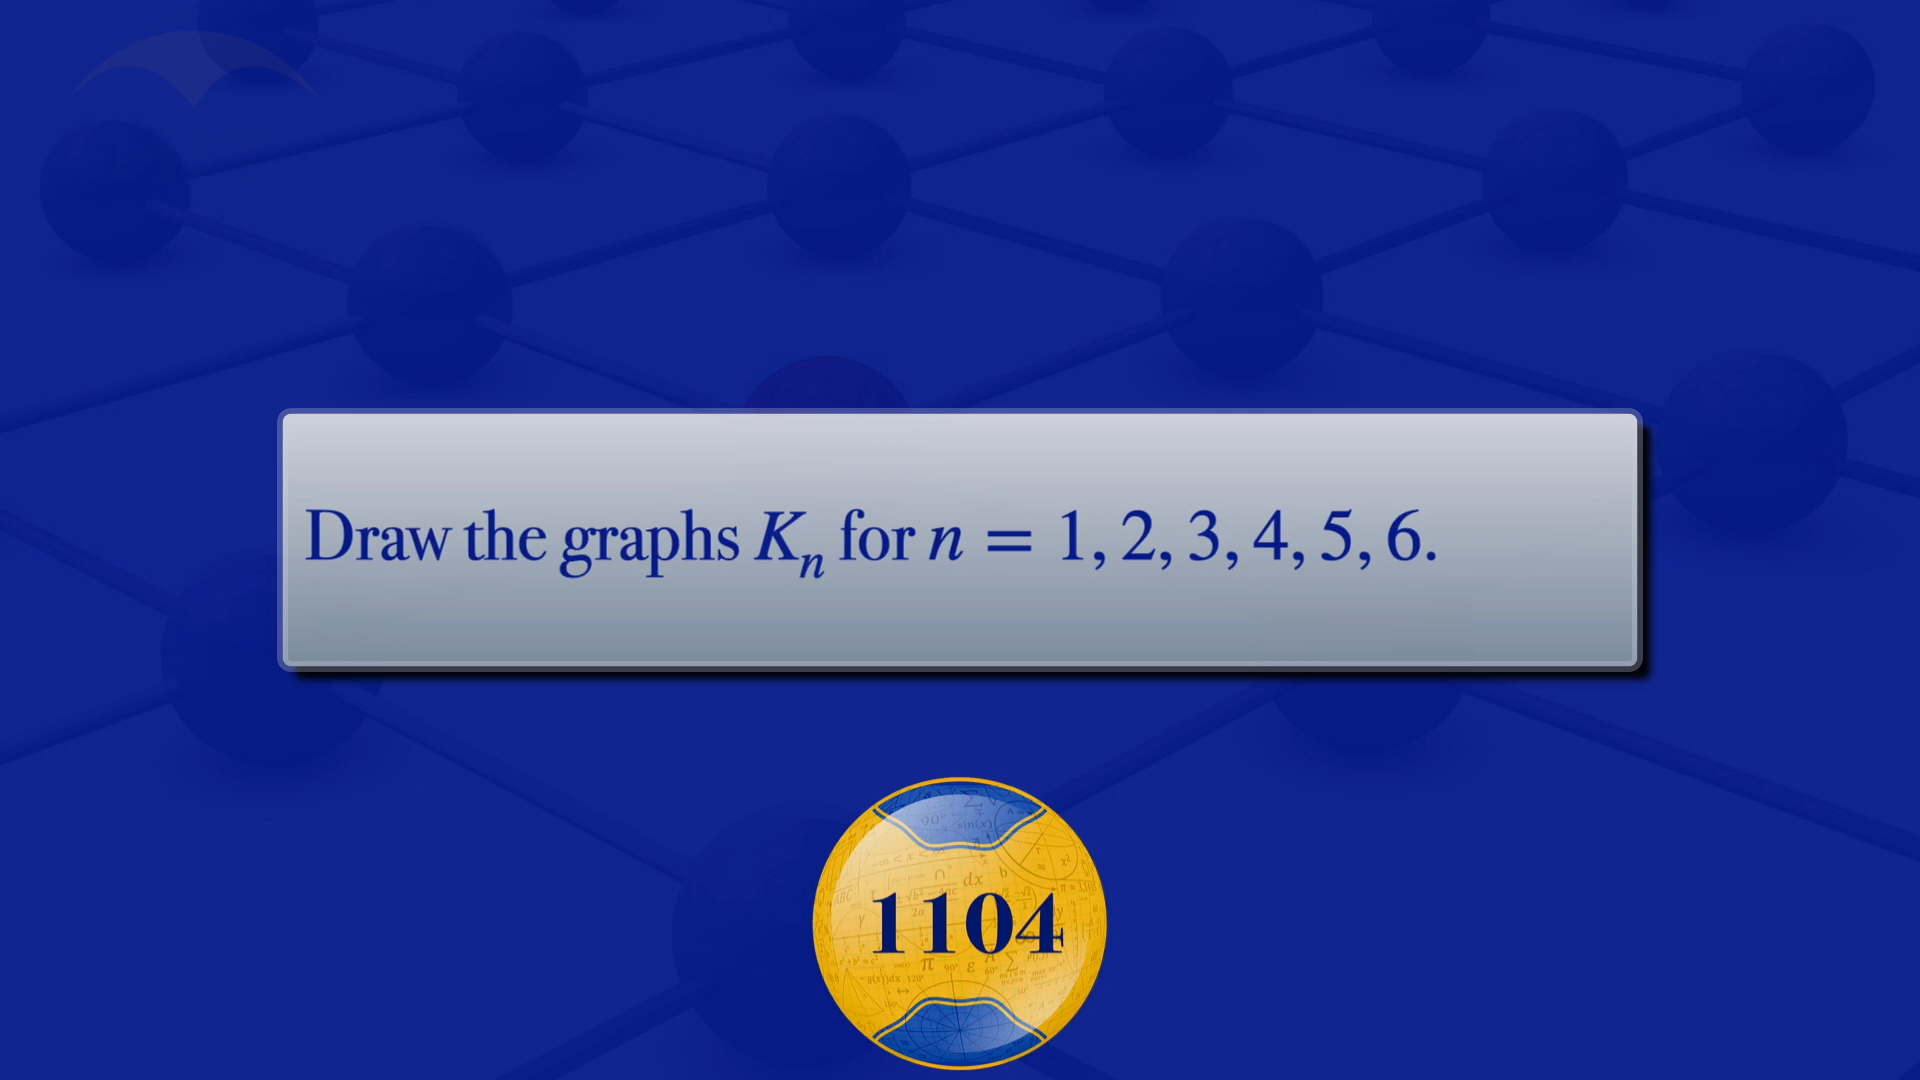 Draw the graphs Kₙ for n = 1, 2, 3, 4, 5, 6.
1104